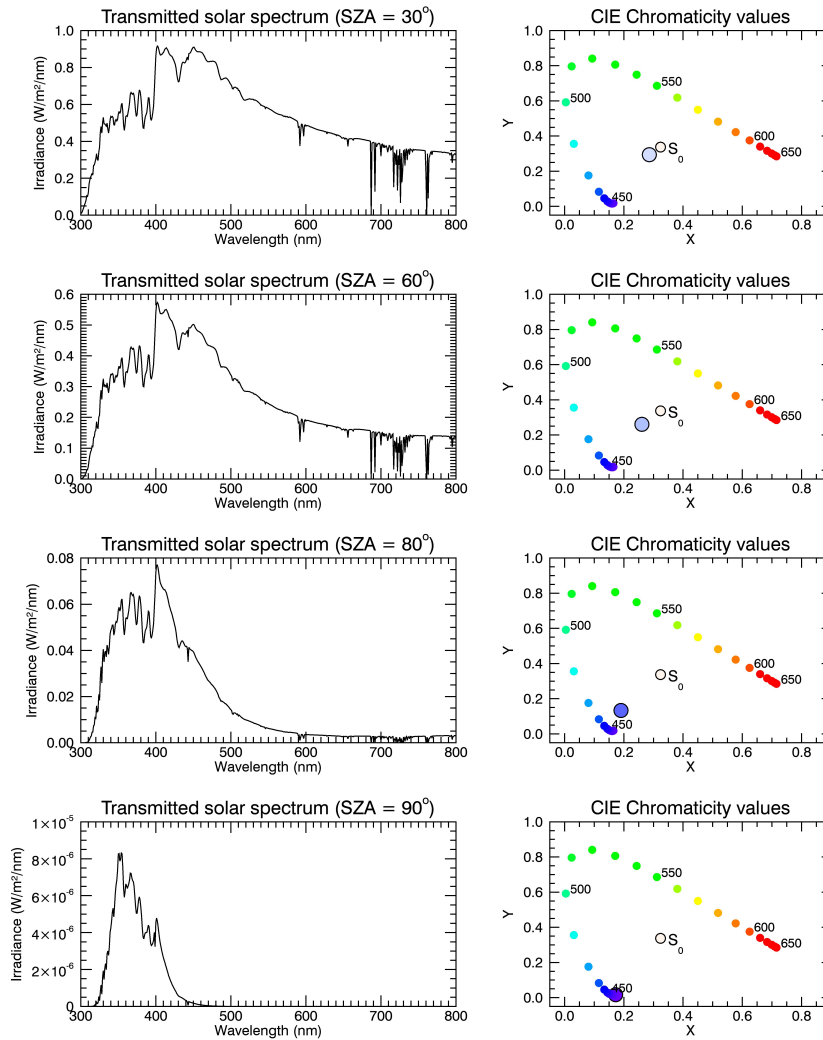 Transmitted solar spectrum (SZA = 30°)
1.0
0.8
0.6
0.4
0.2
0.0
Irradiance (W/m²/nm)
300 400 500 600 700 800
Wavelength (nm)
CIE Chromaticity values
1.0
0.8
0.6
0.4
0.2
0.0
Y
550
500
600
650
450
S₀
0.0 0.2 0.4 0.6 0.8
X
Transmitted solar spectrum (SZA = 60°)
0.6
0.5
0.4
0.3
0.2
0.1
0.0
Irradiance (W/m²/nm)
300 400 500 600 700 800
Wavelength (nm)
CIE Chromaticity values
1.0
0.8
0.6
0.4
0.2
0.0
Y
550
500
600
650
450
S₀
0.0 0.2 0.4 0.6 0.8
X
Transmitted solar spectrum (SZA = 80°)
0.08
0.06
0.04
0.02
0.00
Irradiance (W/m²/nm)
300 400 500 600 700 800
Wavelength (nm)
CIE Chromaticity values
1.0
0.8
0.6
0.4
0.2
0.0
Y
550
500
600
650
450
S₀
0.0 0.2 0.4 0.6 0.8
X
Transmitted solar spectrum (SZA = 90°)
1×10⁻⁵
8×10⁻⁶
6×10⁻⁶
4×10⁻⁶
2×10⁻⁶
0
Irradiance (W/m²/nm)
300 400 500 600 700 800
Wavelength (nm)
CIE Chromaticity values
1.0
0.8
0.6
0.4
0.2
0.0
Y
550
500
600
650
450
S₀
0.0 0.2 0.4 0.6 0.8
X